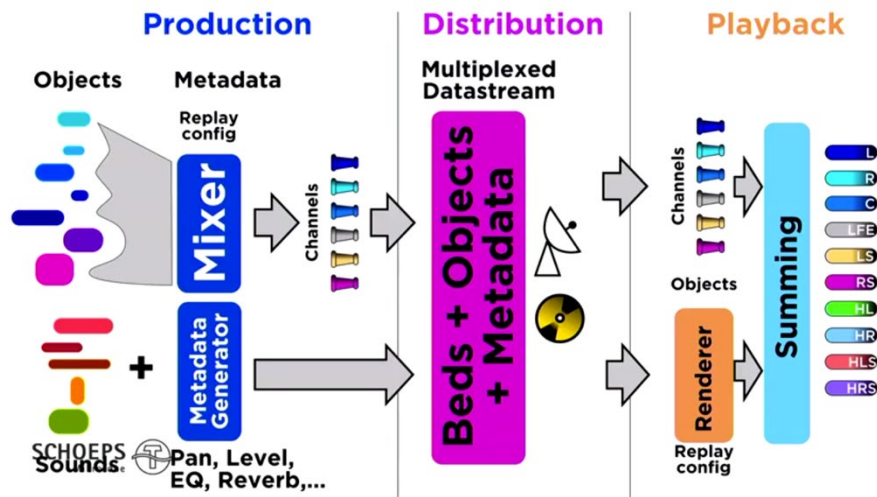 Production
Distribution
Playback
Objects
Metadata
Replay
config
Mixer
Channels
Multiplexed
Datastream
Beds + Objects
+ Metadata
Channels
Summing
L
R
C
LFE
LS
RS
HL
HR
HLS
HRS
Objects
Renderer
Replay
config
Metadata
Generator
+
SCHOEPS
Sounds
Pan, Level,
EQ, Reverb,...